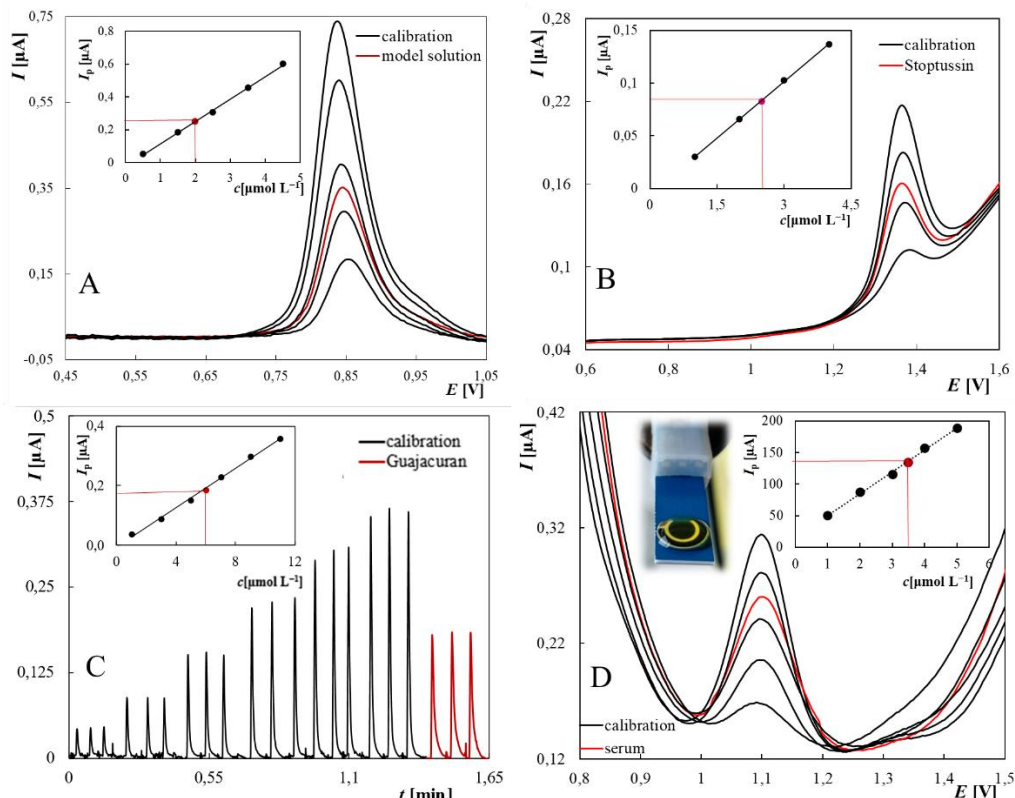 I [µA]
0,75
0,55
0,35
0,15
-0,05
0,45
0,55
0,65
0,75
0,85
0,95
1,05
E [V]
A
calibration
model solution
Iₚ [µA]
0,8
0,6
0,4
0,2
0
0
1
2
3
4
5
c[µmol L⁻¹]
I [µA]
0,28
0,22
0,16
0,1
0,04
0,6
0,8
1
1,2
1,4
1,6
E [V]
B
calibration
Stoptussin
Iₚ [µA]
0,15
0,1
0,05
0
0
1,5
3
4,5
c[µmol L⁻¹]
I [µA]
0,5
0,375
0,25
0,125
0
0
0,55
1,1
1,65
t [min]
C
calibration
Guajacuran
Iₚ [µA]
0,4
0,2
0,0
0
4
8
12
c[µmol L⁻¹]
I [µA]
0,42
0,32
0,22
0,12
0,8
0,9
1
1,1
1,2
1,3
1,4
1,5
E [V]
D
calibration
serum
Iₚ [µA]
200
150
100
50
0
0
1
2
3
4
5
6
c[µmol L⁻¹]